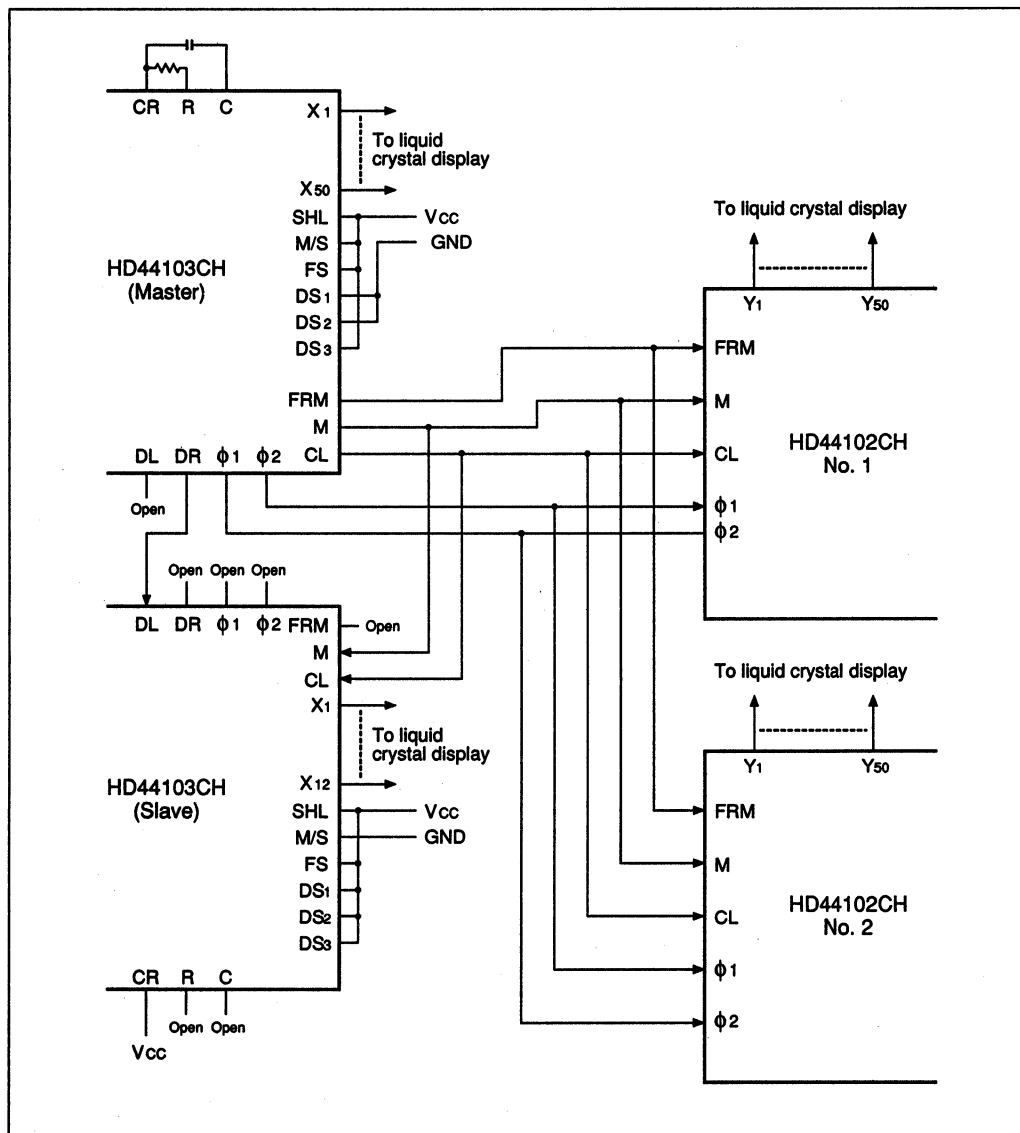 CR R C
X1
To liquid
crystal display
X50
SHL
VCC
M/S
GND
FS
HD44103CH
(Master)
DS1
DS2
DS3
FRM
M
CL
DL DR ϕ1 ϕ2
Open
To liquid crystal display
Y1 Y50
FRM
M
CL
HD44102CH
No. 1
ϕ1
ϕ2
Open Open Open
DL DR ϕ1 ϕ2
FRM
Open
M
CL
X1
To liquid
crystal display
X12
HD44103CH
(Slave)
SHL
VCC
M/S
GND
FS
DS1
DS2
DS3
CR R C
Open Open
VCC
To liquid crystal display
Y1 Y50
FRM
M
CL
HD44102CH
No. 2
ϕ1
ϕ2